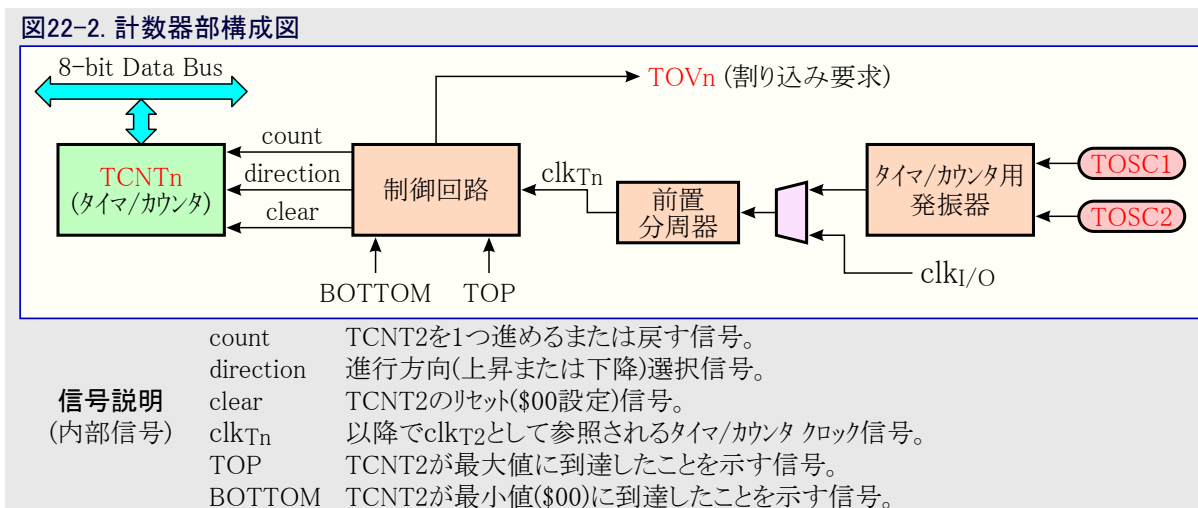 図22-2. 計数器部構成図
8-bit Data Bus
TOVn (割り込み要求)
count
direction
clear
TCNTn
(タイマ/カウンタ)
制御回路
clkTn
前置
分周器
タイマ/カウンタ用
発振器
TOSC1
TOSC2
clkI/O
BOTTOM
TOP
信号説明
(内部信号)
count TCNT2を1つ進めるまたは戻す信号。
direction 進行方向(上昇または下降)選択信号。
clear TCNT2のリセット($00設定)信号。
clkTn 以降でclkT2として参照されるタイマ/カウンタ クロック信号。
TOP TCNT2が最大値に到達したことを示す信号。
BOTTOM TCNT2が最小値($00)に到達したことを示す信号。